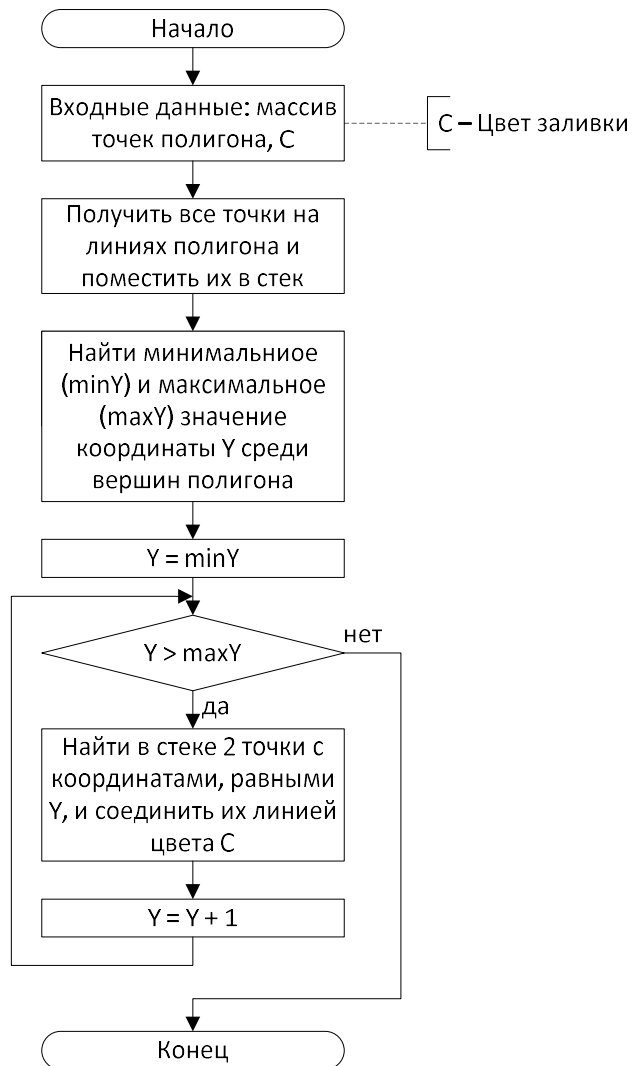 Начало
Входные данные: массив
точек полигона, С
С – Цвет заливки
Получить все точки на
линиях полигона и
поместить их в стек
Найти минимальниое
(minY) и максимальное
(maxY) значение
координаты Y среди
вершин полигона
Y = minY
Y > maxY
нет
да
Найти в стеке 2 точки с
координатами, равными
Y, и соединить их линией
цвета С
Y = Y + 1
Конец